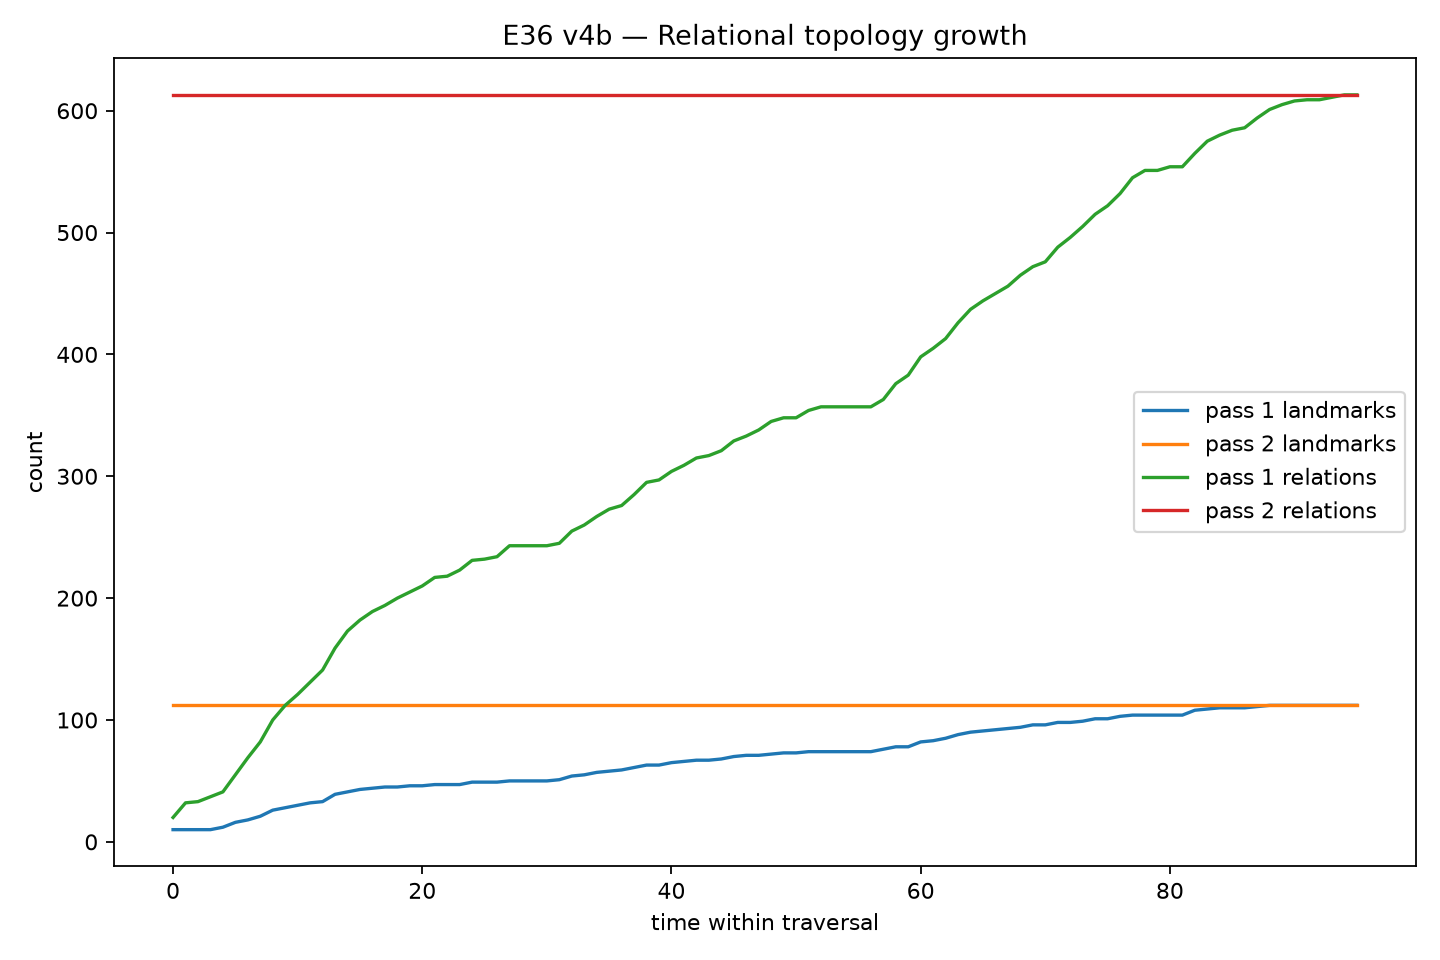 E36 v4b — Relational topology growth
count
600
500
400
300
200
100
0
pass 1 landmarks
pass 2 landmarks
pass 1 relations
pass 2 relations
0 20 40 60 80
time within traversal